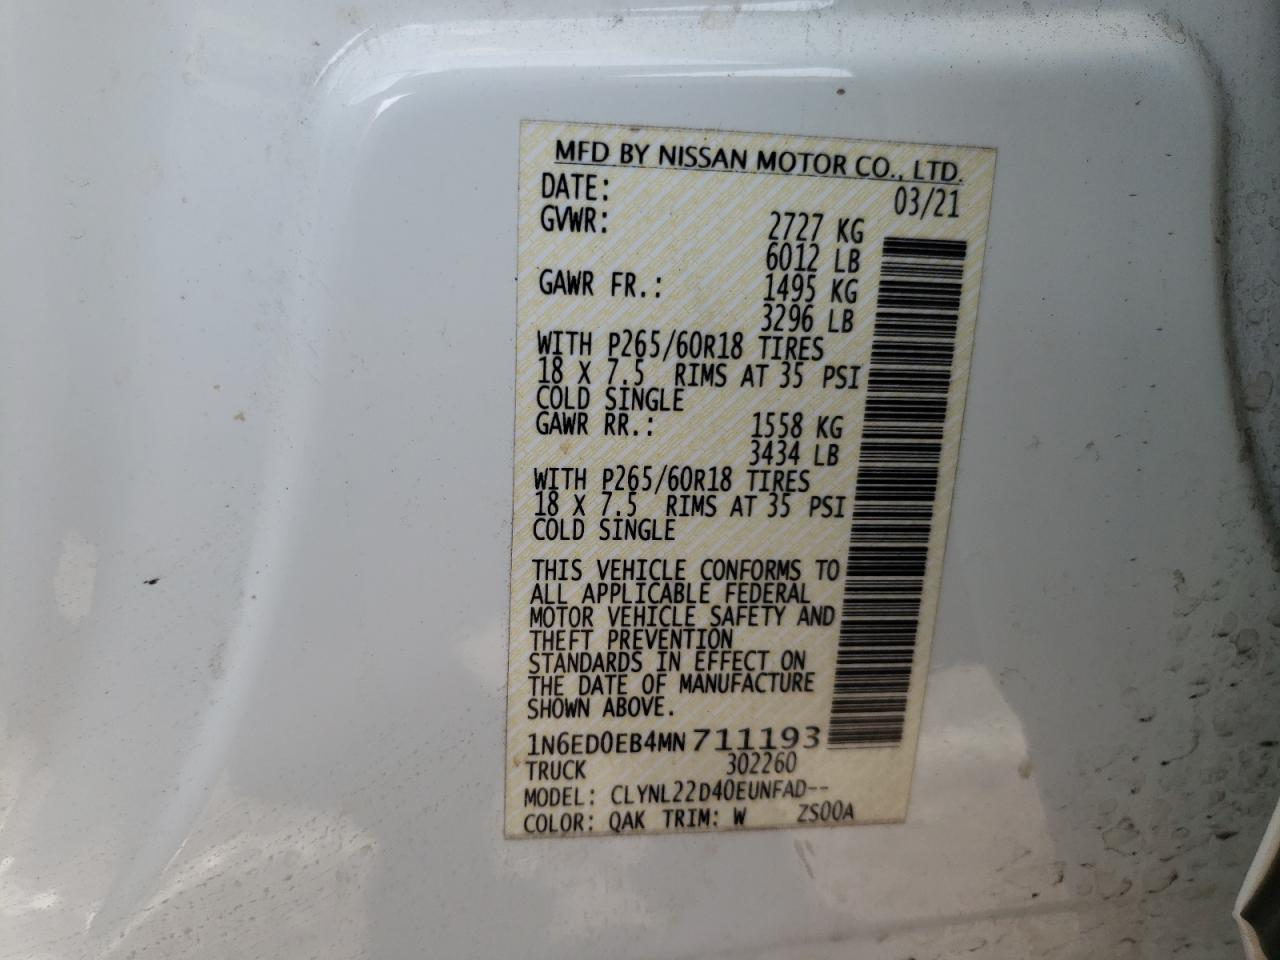 MFD BY NISSAN MOTOR CO., LTD.
DATE: 03/21
GVWR: 2727 KG
6012 LB
GAWR FR.: 1495 KG
3296 LB
WITH P265/60R18 TIRES
18 X 7.5 RIMS AT 35 PSI
COLD SINGLE
GAWR RR.: 1558 KG
3434 LB
WITH P265/60R18 TIRES
18 X 7.5 RIMS AT 35 PSI
COLD SINGLE
THIS VEHICLE CONFORMS TO
ALL APPLICABLE FEDERAL
MOTOR VEHICLE SAFETY AND
THEFT PREVENTION
STANDARDS IN EFFECT ON
THE DATE OF MANUFACTURE
SHOWN ABOVE.
1N6ED0EB4MN711193
TRUCK 302260
MODEL: CLYNL22D40EUNFAD--
COLOR: QAK TRIM: W ZS00A